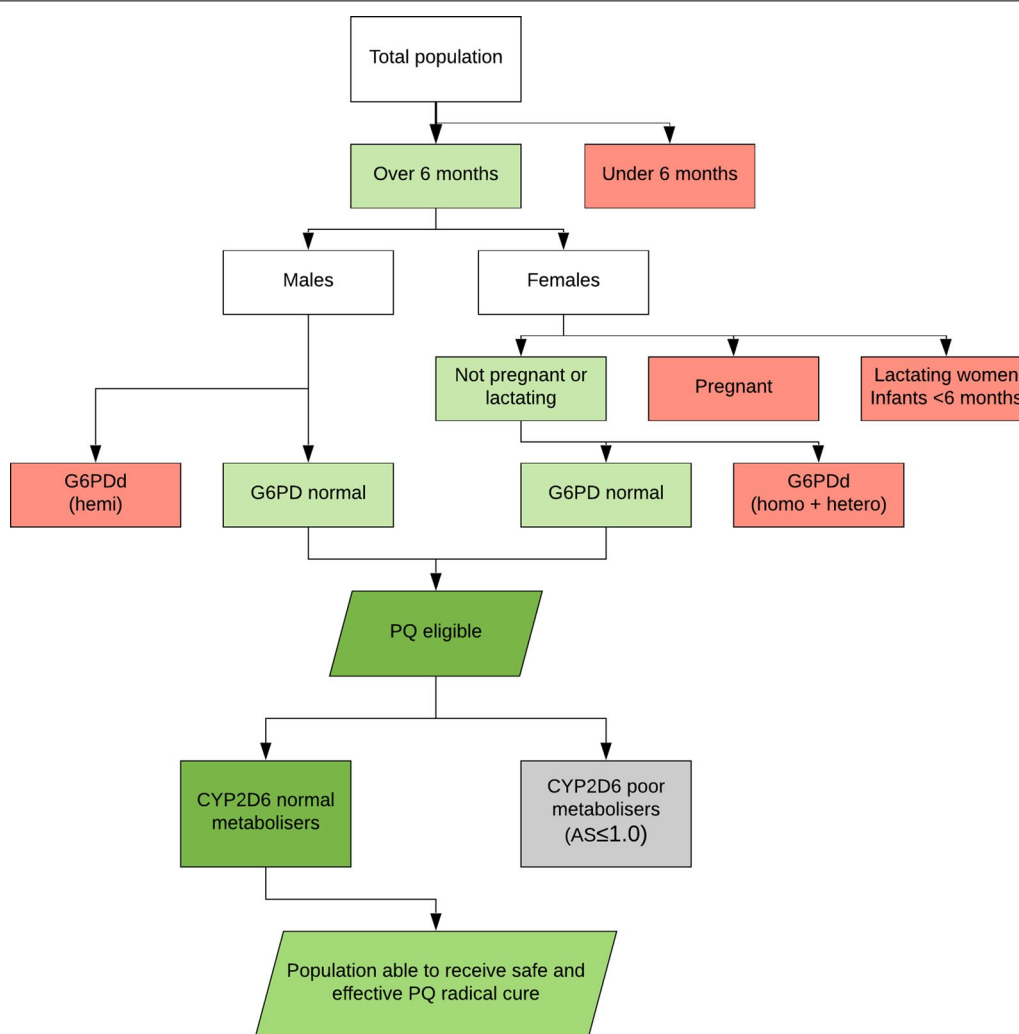 Total population
Over 6 months
Under 6 months
Males
Females
Not pregnant or
lactating
Pregnant
Lactating women
Infants <6 months
G6PDd
(hemi)
G6PD normal
G6PD normal
G6PDd
(homo + hetero)
PQ eligible
CYP2D6 normal
metabolisers
CYP2D6 poor
metabolisers
(AS≤1.0)
Population able to receive safe and
effective PQ radical cure